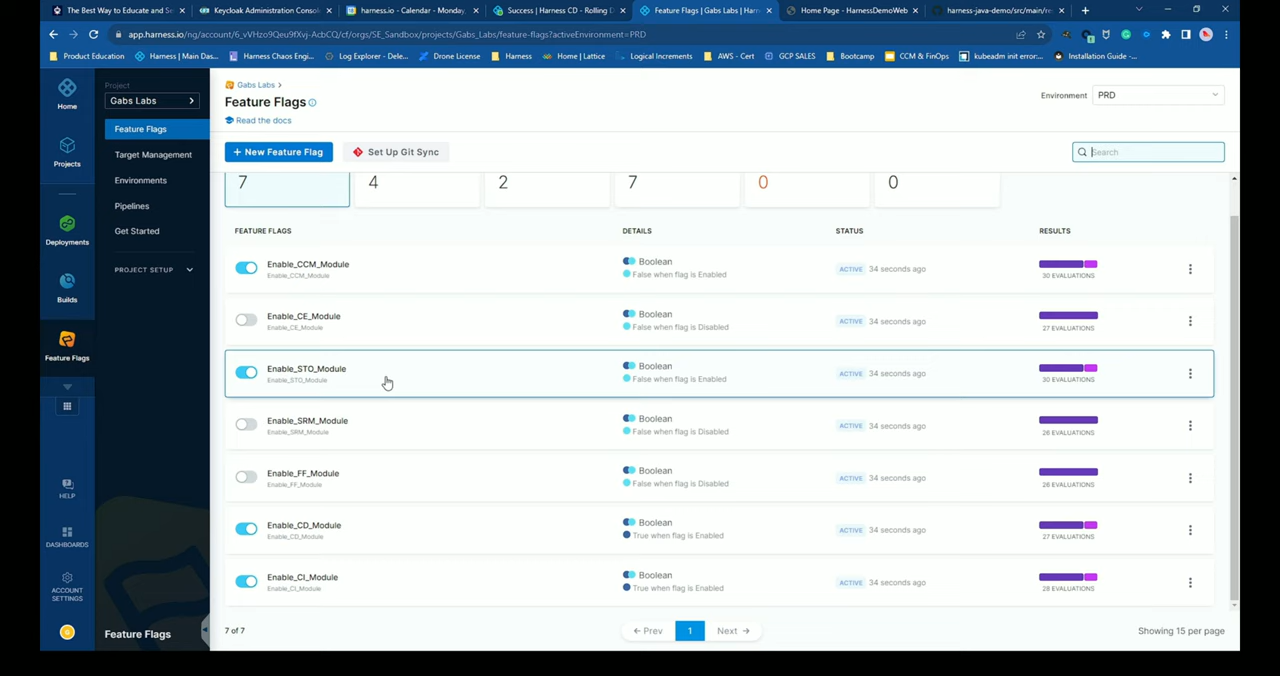 The Best Way to Educate and Se
Keycloak Administration Consol
harness.io - Calendar - Monday,
Success | Harness CD - Rolling D
Feature Flags | Gabs Labs | Harn
Home Page - HarnessDemoWeb
harness-java-demo/src/main/re
app.harness.io/ng/account/6_vVHzo9Qeu9fXvj-AcbCQ/cf/orgs/SE_Sandbox/projects/Gabs_Labs/feature-flags?activeEnvironment=PRD
Product Education
Harness | Main Das...
Harness Chaos Engi...
Log Explorer - Dele...
Drone License
Harness
Home | Lattice
Logical Increments
AWS - Cert
GCP SALES
Bootcamp
CCM & FinOps
kubeadm init error:...
Installation Guide -...
Home
Projects
Deployments
Builds
Feature Flags
HELP
DASHBOARDS
ACCOUNT
SETTINGS
G
Project
Gabs Labs
Feature Flags
Target Management
Environments
Pipelines
Get Started
PROJECT SETUP
Feature Flags
Gabs Labs >
Feature Flags
Read the docs
Environment PRD
+ New Feature Flag
Set Up Git Sync
Search
7 4 2 7 0 0
FEATURE FLAGS DETAILS STATUS RESULTS
Enable_CCM_Module
Enable_CCM_Module
Boolean
False when flag is Enabled
ACTIVE 34 seconds ago
30 EVALUATIONS
Enable_CE_Module
Enable_CE_Module
Boolean
False when flag is Disabled
ACTIVE 34 seconds ago
27 EVALUATIONS
Enable_STO_Module
Enable_STO_Module
Boolean
False when flag is Enabled
ACTIVE 34 seconds ago
30 EVALUATIONS
Enable_SRM_Module
Enable_SRM_Module
Boolean
False when flag is Disabled
ACTIVE 34 seconds ago
26 EVALUATIONS
Enable_FF_Module
Enable_FF_Module
Boolean
False when flag is Disabled
ACTIVE 34 seconds ago
26 EVALUATIONS
Enable_CD_Module
Enable_CD_Module
Boolean
True when flag is Enabled
ACTIVE 34 seconds ago
27 EVALUATIONS
Enable_CI_Module
Enable_CI_Module
Boolean
True when flag is Enabled
ACTIVE 34 seconds ago
28 EVALUATIONS
7 of 7
← Prev 1 Next →
Showing 15 per page